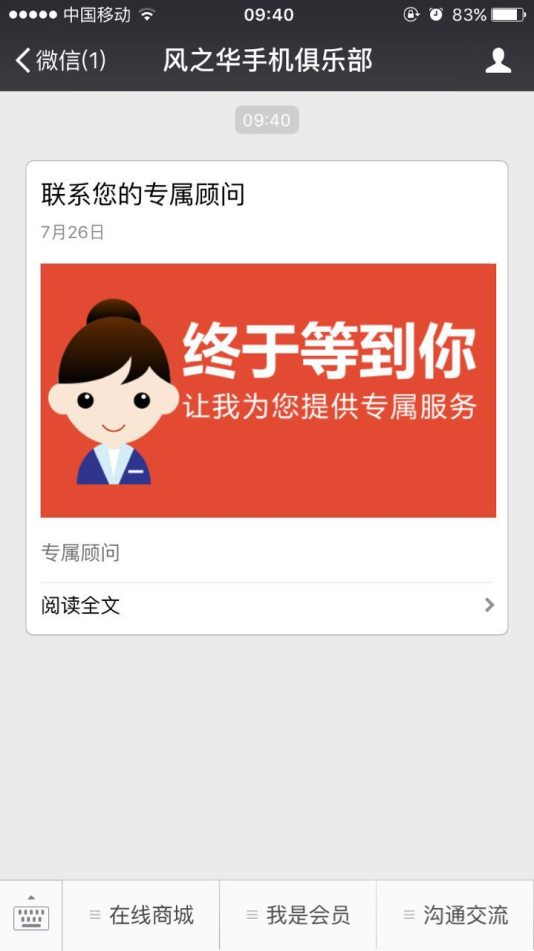 中国移动 09:40 83%
微信(1) 风之华手机俱乐部
09:40
联系您的专属顾问
7月26日
终于等到你
让我为您提供专属服务
专属顾问
阅读全文
在线商城 我是会员 沟通交流